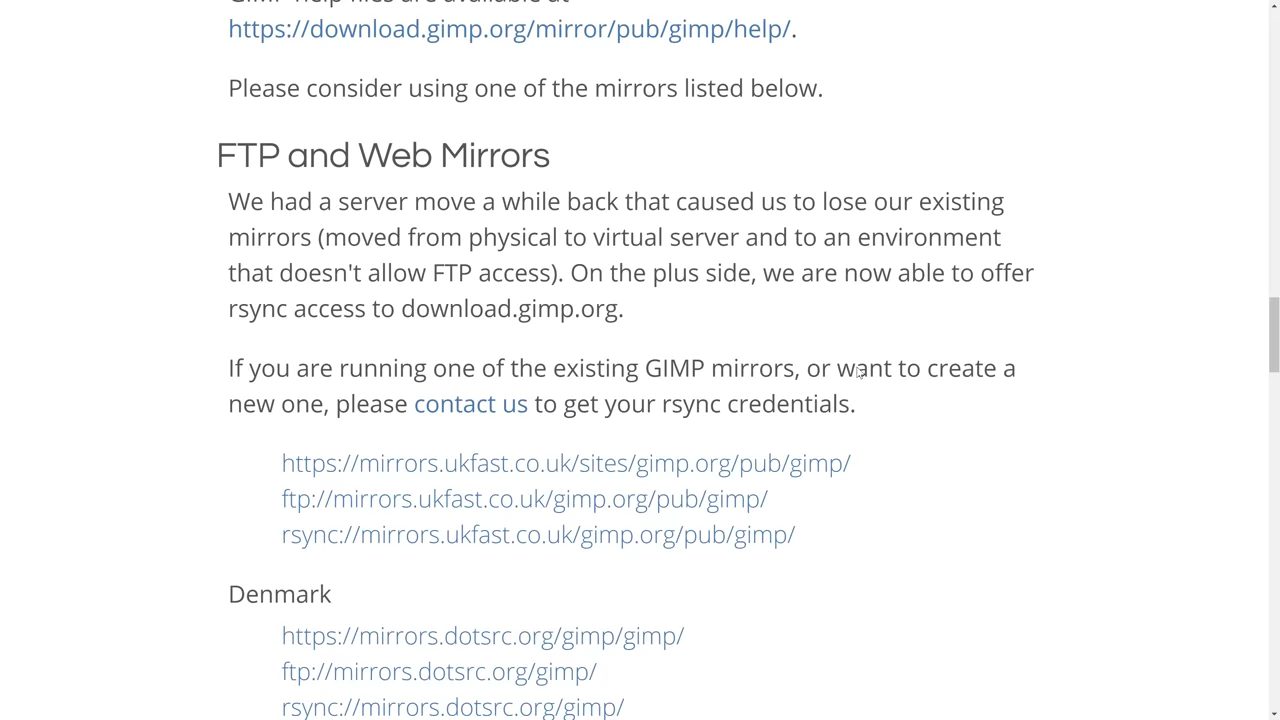 https://download.gimp.org/mirror/pub/gimp/help/.
Please consider using one of the mirrors listed below.
FTP and Web Mirrors
We had a server move a while back that caused us to lose our existing
mirrors (moved from physical to virtual server and to an environment
that doesn't allow FTP access). On the plus side, we are now able to offer
rsync access to download.gimp.org.
If you are running one of the existing GIMP mirrors, or want to create a
new one, please contact us to get your rsync credentials.
https://mirrors.ukfast.co.uk/sites/gimp.org/pub/gimp/
ftp://mirrors.ukfast.co.uk/gimp.org/pub/gimp/
rsync://mirrors.ukfast.co.uk/gimp.org/pub/gimp/
Denmark
https://mirrors.dotsrc.org/gimp/gimp/
ftp://mirrors.dotsrc.org/gimp/
rsync://mirrors.dotsrc.org/gimp/